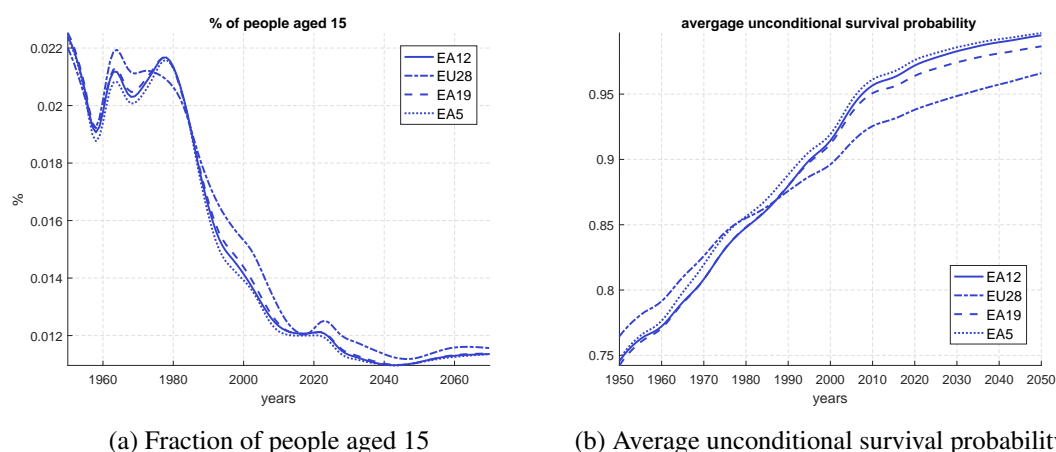 % of people aged 15
0.022
0.02
0.018
0.016
0.014
0.012
%
1960
1980
2000
2020
2040
2060
years
EA12
EU28
EA19
EA5
(a) Fraction of people aged 15
avergage unconditional survival probability
0.95
0.9
0.85
0.8
0.75
1950
1960
1970
1980
1990
2000
2010
2020
2030
2040
2050
years
EA12
EU28
EA19
EA5
(b) Average unconditional survival probability